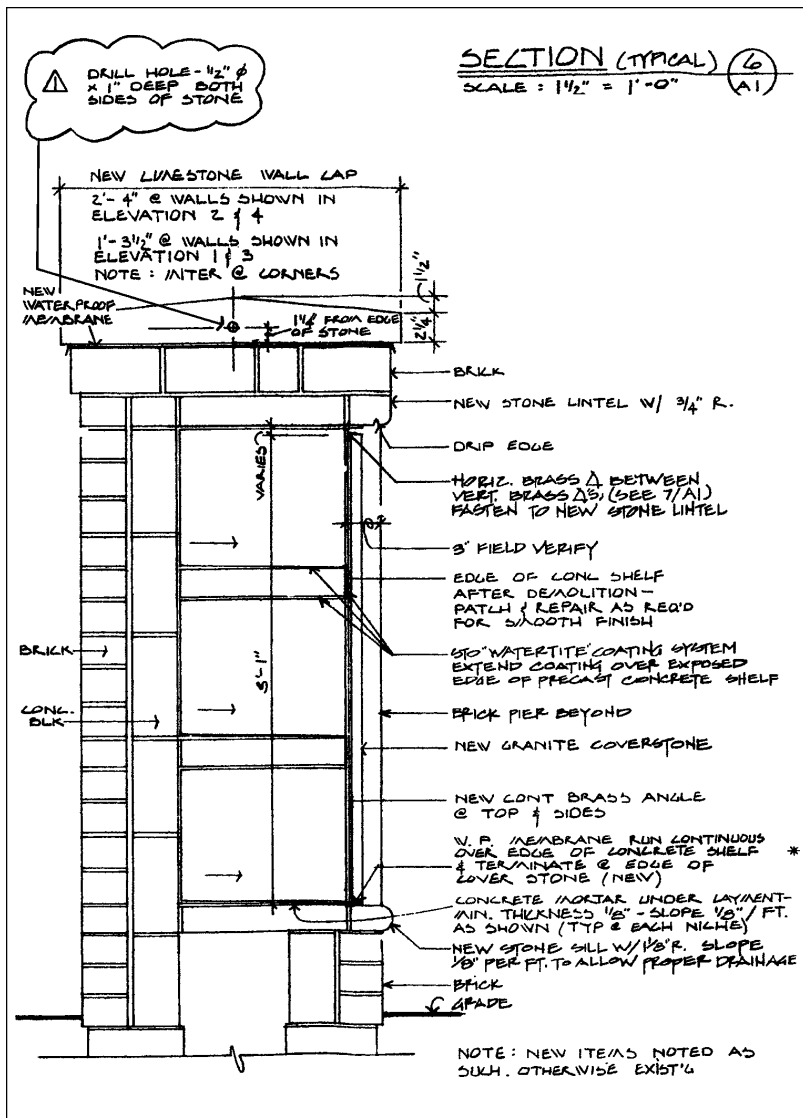 SECTION (TYPICAL)
6
A1
SCALE : 1 1/2" = 1'-0"
1
DRILL HOLE - 1/2" ø
x 1" DEEP BOTH
SIDES OF STONE
NEW LIMESTONE WALL CAP
2'- 4" @ WALLS SHOWN IN
ELEVATION 2 & 4
1'- 3 1/2" @ WALLS SHOWN IN
ELEVATION 1 & 3
NOTE : MITER @ CORNERS
1 1/2"
2 1/4"
NEW
WATERPROOF
MEMBRANE
1 1/4" FROM EDGE
OF STONE
BRICK
NEW STONE LINTEL W/ 3/4" R.
DRIP EDGE
VARIES
HORIZ. BRASS ∆ BETWEEN
VERT. BRASS ∆'S, (SEE 7/A1)
FASTEN TO NEW STONE LINTEL
3" FIELD VERIFY
EDGE OF CONC SHELF
AFTER DEMOLITION -
PATCH & REPAIR AS REQ'D
FOR SMOOTH FINISH
STO "WATERTITE" COATING SYSTEM
EXTEND COATING OVER EXPOSED
EDGE OF PRECAST CONCRETE SHELF
BRICK
CONC.
BLK
BRICK PIER BEYOND
NEW GRANITE COVERSTONE
NEW CONT BRASS ANGLE
@ TOP & SIDES
W. P. MEMBRANE RUN CONTINUOUS
OVER EDGE OF CONCRETE SHELF *
& TERMINATE @ EDGE OF
COVER STONE (NEW)
CONCRETE MORTAR UNDER LAYMENT-
MIN. THICKNESS 1/8" - SLOPE 1/8" / FT.
AS SHOWN (TYP @ EACH NICHE)
NEW STONE SILL W/ 1/8" R. SLOPE
1/8" PER FT. TO ALLOW PROPER DRAINAGE
BRICK
GRADE
NOTE : NEW ITEMS NOTED AS
SUCH. OTHERWISE EXIST'G